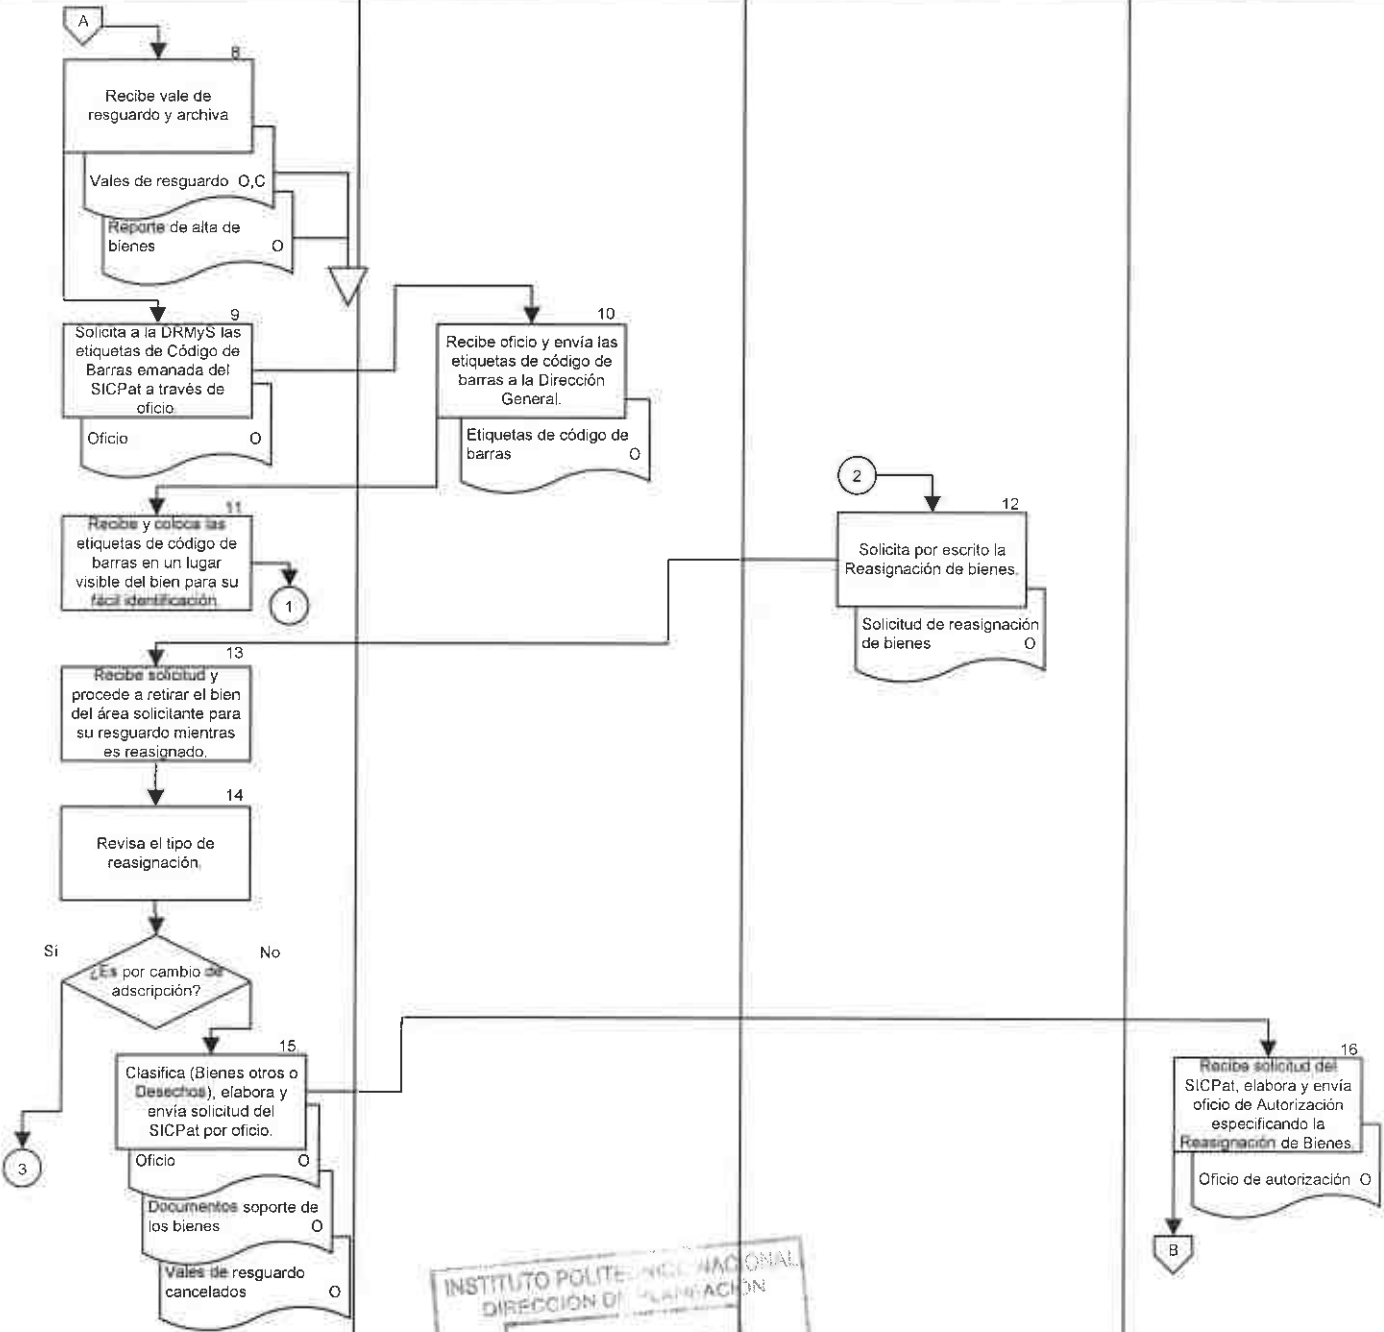 A
8
Recibe vale de
resguardo y archiva
Vales de resguardo O,C
Reporte de alta de
bienes O
9
Solicita a la DRMyS las
etiquetas de Código de
Barras emanada del
SICPat a través de
oficio.
Oficio O
10
Recibe oficio y envía las
etiquetas de código de
barras a la Dirección
General.
Etiquetas de código de
barras O
11
Recibe y coloca las
etiquetas de código de
barras en un lugar
visible del bien para su
fácil identificación.
1
2
12
Solicita por escrito la
Reasignación de bienes.
Solicitud de reasignación
de bienes O
13
Recibe solicitud y
procede a retirar el bien
del área solicitante para
su resguardo mientras
es reasignado.
14
Revisa el tipo de
reasignación.
Sí
No
¿Es por cambio de
adscripción?
3
15
Clasifica (Bienes otros o
Desechos), elabora y
envía solicitud del
SICPat por oficio.
Oficio O
Documentos soporte de
los bienes O
Vales de resguardo
cancelados O
16
Recibe solicitud del
SICPat, elabora y envía
oficio de Autorización
especificando la
Reasignación de Bienes.
Oficio de autorización O
B
INSTITUTO POLITECNICO NACIONAL
DIRECCIÓN DE PLANEACIÓN